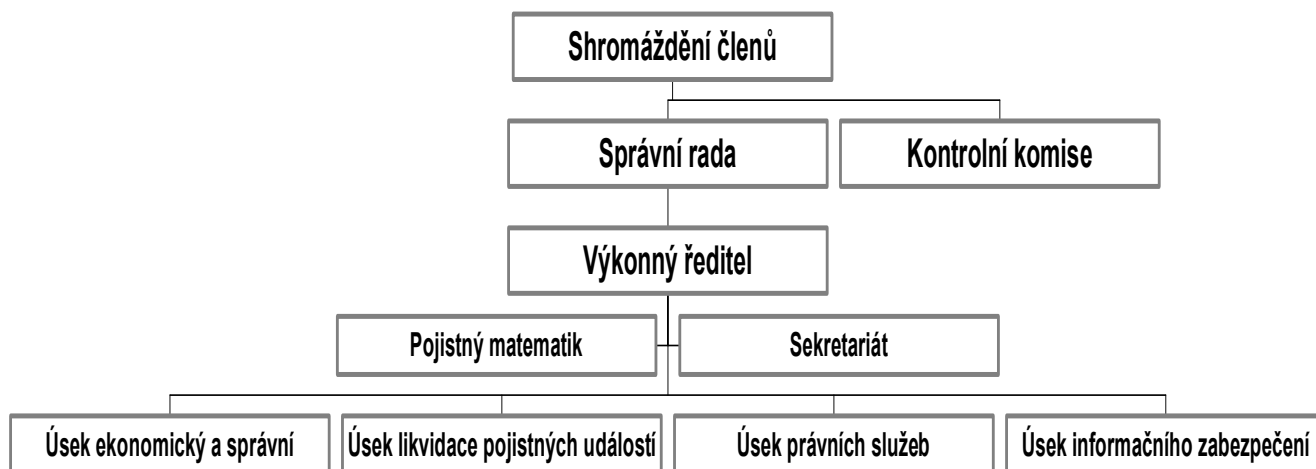 Shromáždění členů
Správní rada
Kontrolní komise
Výkonný ředitel
Pojistný matematik
Sekretariát
Úsek ekonomický a správní
Úsek likvidace pojistných událostí
Úsek právních služeb
Úsek informačního zabezpečení